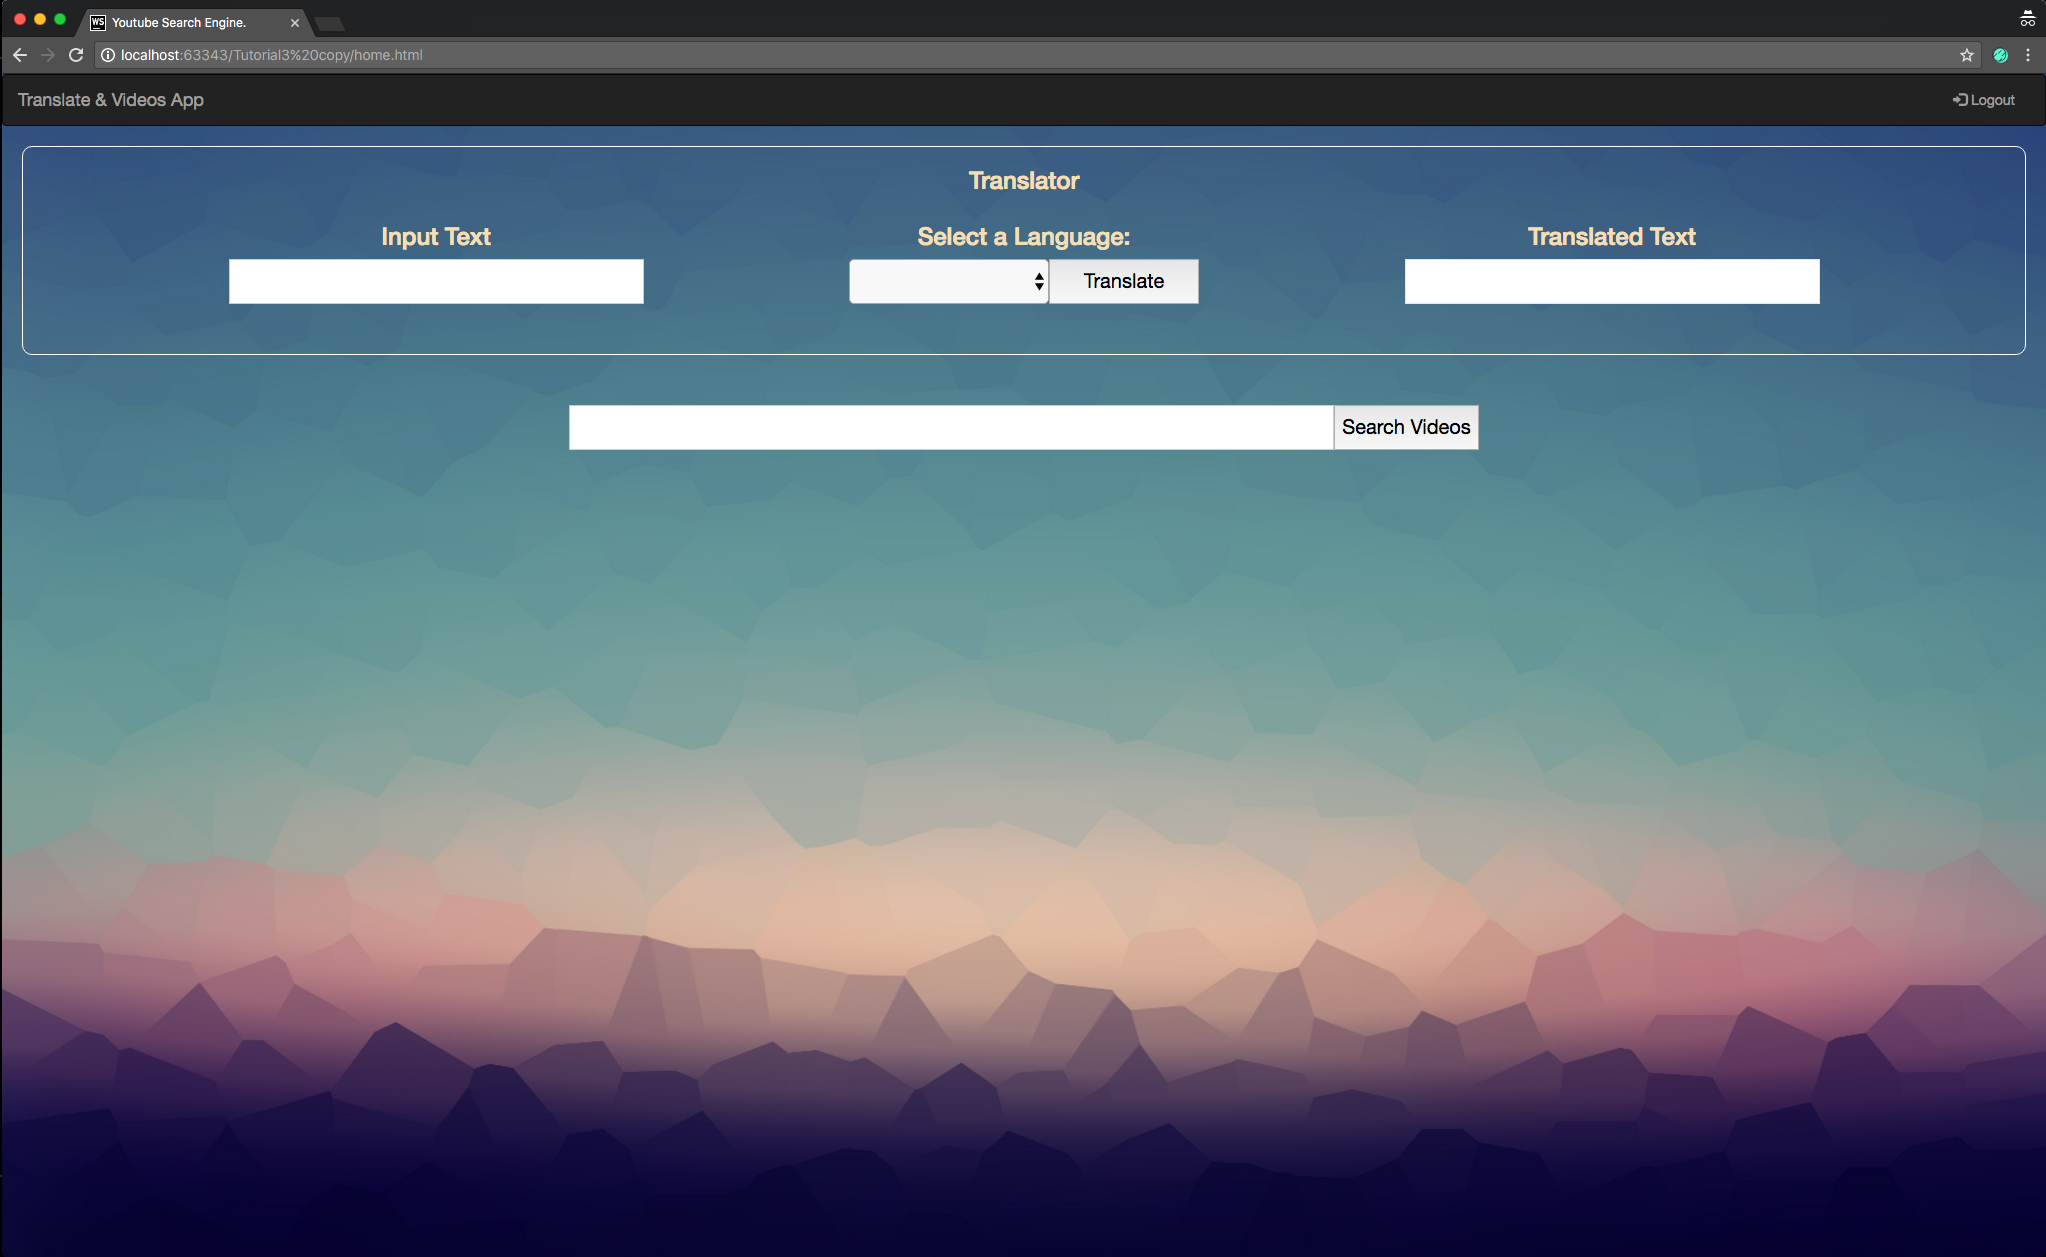 WS Youtube Search Engine.
localhost:63343/Tutorial3%20copy/home.html
Translate & Videos App
Logout
Translator
Input Text
Select a Language:
Translated Text
Translate
Search Videos